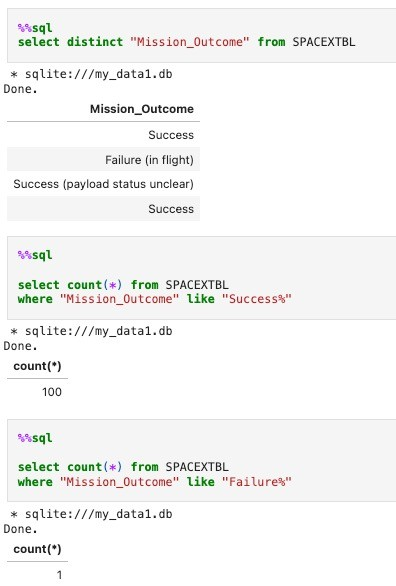 %%sql
select distinct "Mission_Outcome" from SPACEXTBL
* sqlite:///my_data1.db
Done.
Mission_Outcome
Success
Failure (in flight)
Success (payload status unclear)
Success
%%sql
select count(*) from SPACEXTBL
where "Mission_Outcome" like "Success%"
* sqlite:///my_data1.db
Done.
count(*)
100
%%sql
select count(*) from SPACEXTBL
where "Mission_Outcome" like "Failure%"
* sqlite:///my_data1.db
Done.
count(*)
1